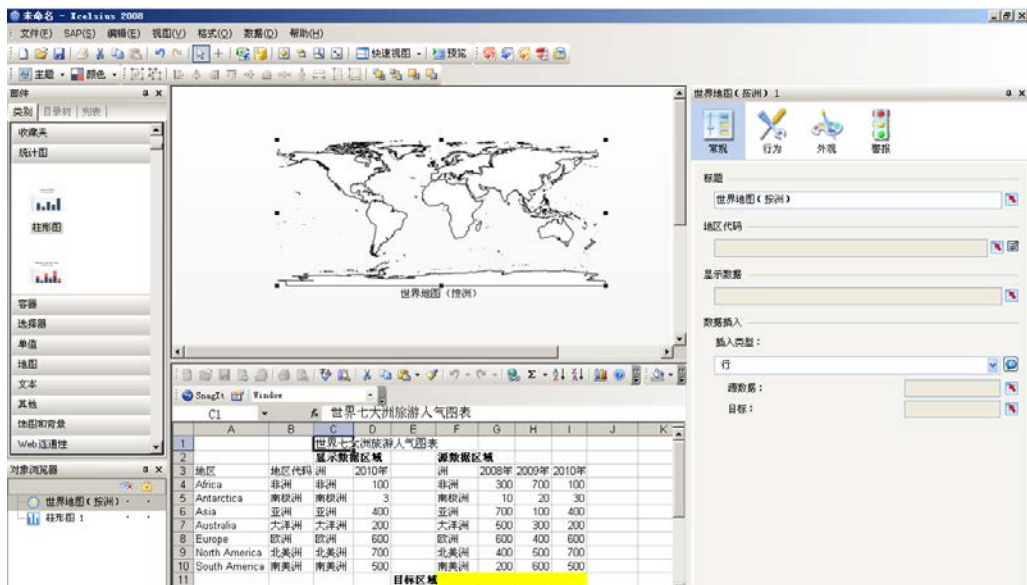 未命名 - Xcelsius 2008
文件(F) SAP(S) 编辑(E) 视图(V) 格式(O) 数据(D) 帮助(H)
快速视图 预览
主题 颜色
部件
类别 目录树 列表
收藏夹
统计图
柱形图
容器
选择器
单值
地图
文本
其他
饰图和背景
Web连通性
对象浏览器
世界地图(按洲)
柱形图 1
世界地图 (按洲)
SnagIt Window
C1 fx 世界七大洲旅游人气图表
A B C D E F G H I J K
1 世界七大洲旅游人气图表
2 显示数据区域 源数据区域
3 地区 地区代码 洲 2010年 洲 2008年 2009年 2010年
4 Africa 非洲 非洲 100 非洲 300 700 100
5 Antarctica 南极洲 南极洲 3 南极洲 10 20 30
6 Asia 亚洲 亚洲 400 亚洲 700 100 400
7 Australia 大洋洲 大洋洲 200 大洋洲 500 300 200
8 Europe 欧洲 欧洲 600 欧洲 600 400 600
9 North America 北美洲 北美洲 700 北美洲 400 500 700
10 South America 南美洲 南美洲 500 南美洲 200 600 500
11 目标区域
世界地图(按洲) 1
常规 行为 外观 警报
标题
世界地图(按洲)
地区代码
显示数据
数据插入
插入类型：
行
源数据：
目标：